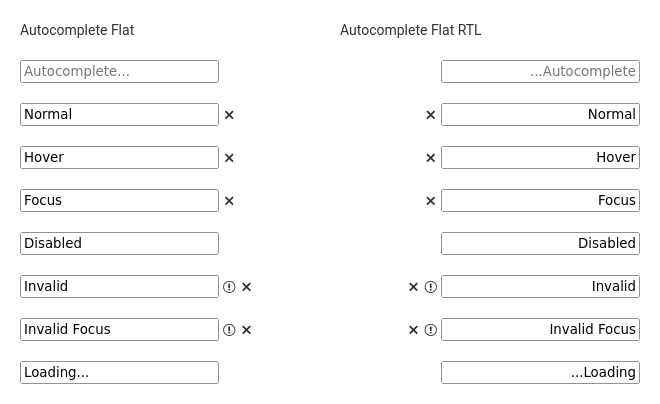 Autocomplete Flat
Autocomplete...
Normal
Hover
Focus
Disabled
Invalid
Invalid Focus
Loading...
Autocomplete Flat RTL
...Autocomplete
Normal
Hover
Focus
Disabled
Invalid
Invalid Focus
...Loading